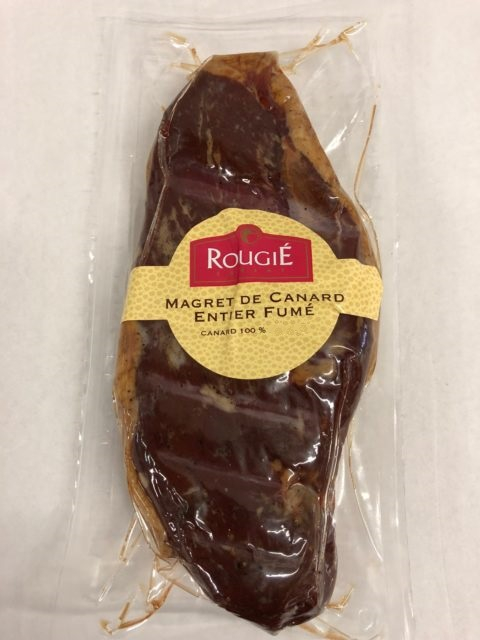 ROUGIÉ
MAGRET DE CANARD
ENTIER FUMÉ
CANARD 100 %